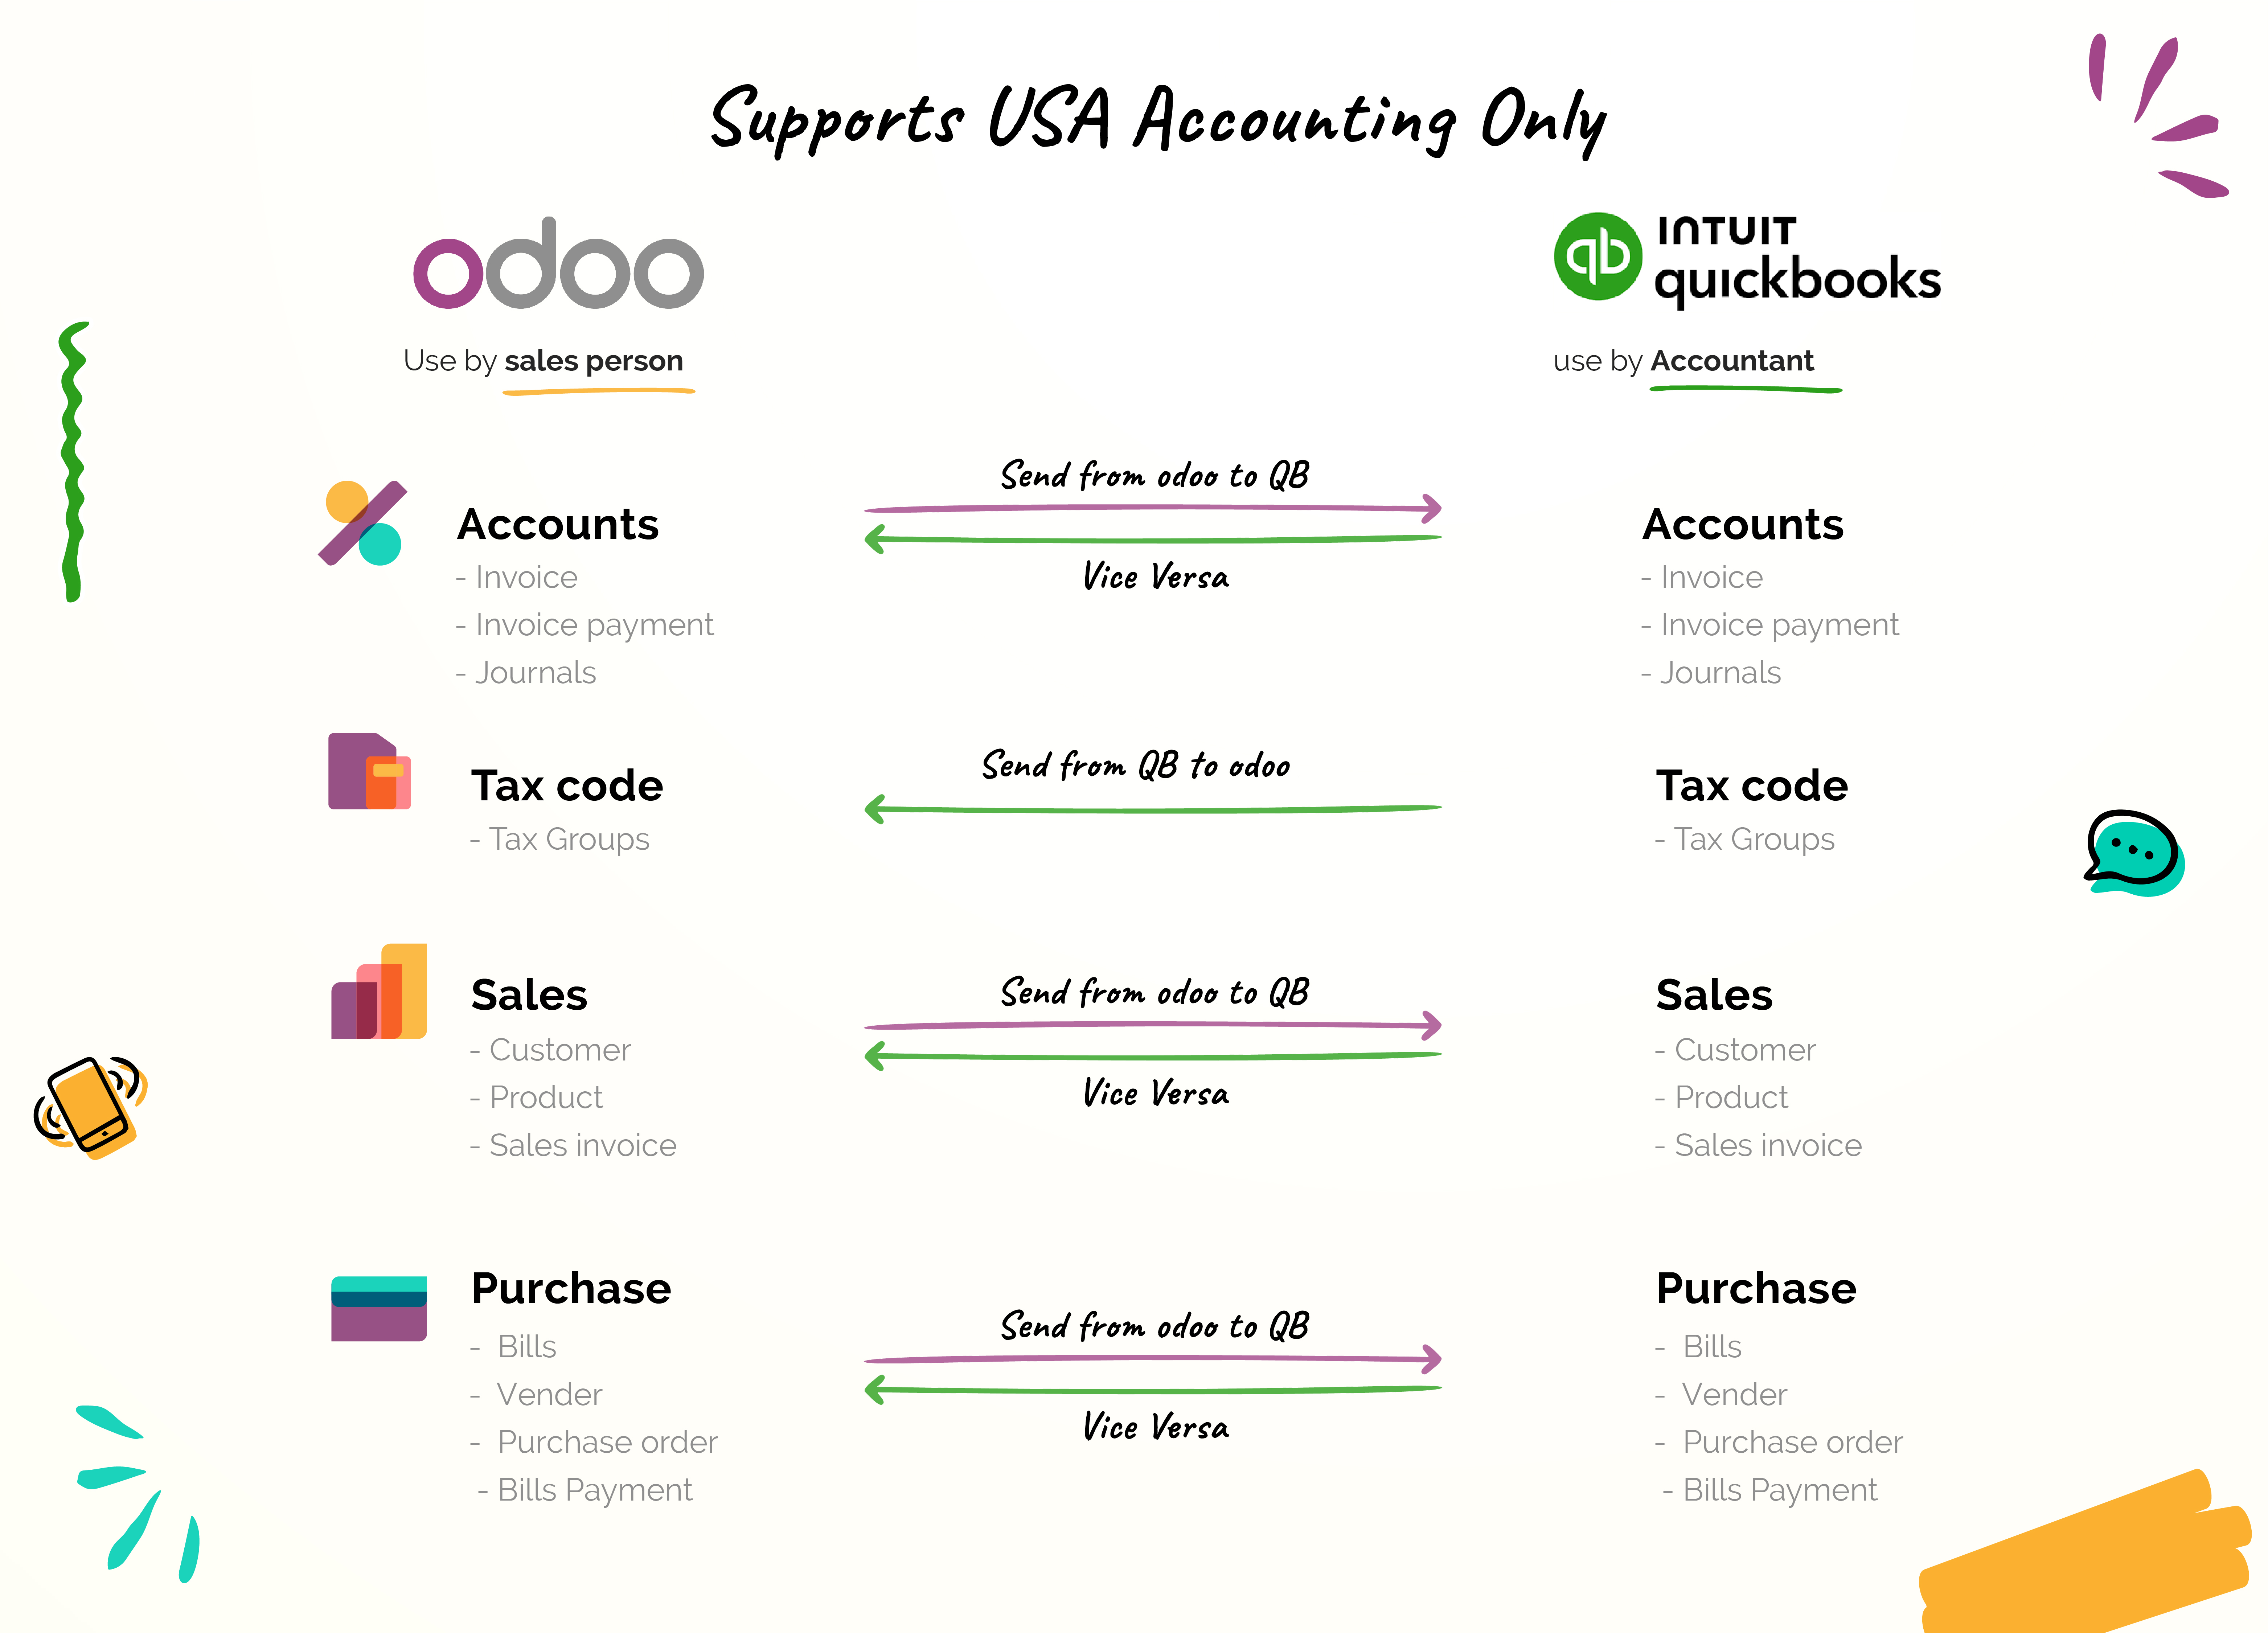 Supports USA Accounting Only
odoo
qb INTUIT
quickbooks
Use by sales person
use by Accountant
Send from odoo to QB
Accounts
Accounts
Vice Versa
- Invoice
- Invoice
- Invoice payment
- Invoice payment
- Journals
- Journals
Send from QB to odoo
Tax code
Tax code
- Tax Groups
- Tax Groups
Send from odoo to QB
Sales
Sales
- Customer
- Customer
Vice Versa
- Product
- Product
- Sales invoice
- Sales invoice
Purchase
Purchase
Send from odoo to QB
- Bills
- Bills
- Vender
- Vender
Vice Versa
- Purchase order
- Purchase order
- Bills Payment
- Bills Payment